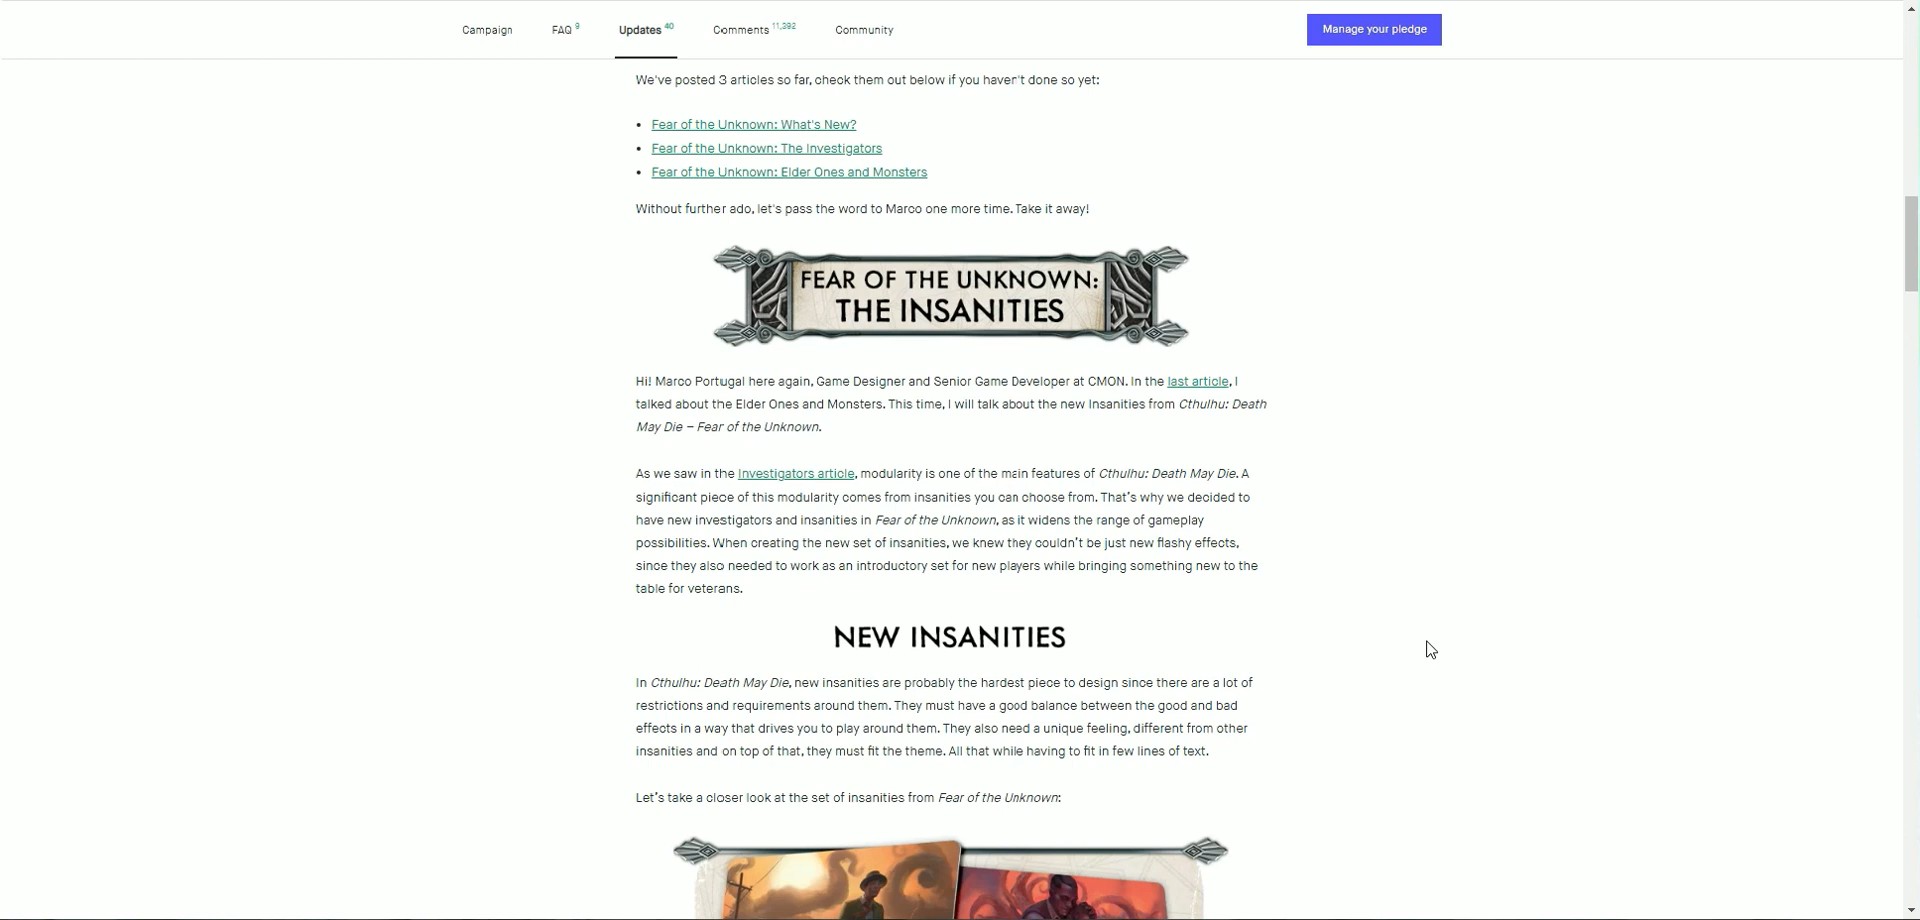 Campaign FAQ 9 Updates 40 Comments 11,392 Community Manage your pledge
We've posted 3 articles so far, check them out below if you haven't done so yet:
• Fear of the Unknown: What's New?
• Fear of the Unknown: The Investigators
• Fear of the Unknown: Elder Ones and Monsters
Without further ado, let's pass the word to Marco one more time. Take it away!
FEAR OF THE UNKNOWN:
THE INSANITIES
Hi! Marco Portugal here again, Game Designer and Senior Game Developer at CMON. In the last article, I
talked about the Elder Ones and Monsters. This time, I will talk about the new Insanities from Cthulhu: Death
May Die – Fear of the Unknown.
As we saw in the Investigators article, modularity is one of the main features of Cthulhu: Death May Die. A
significant piece of this modularity comes from insanities you can choose from. That's why we decided to
have new investigators and insanities in Fear of the Unknown, as it widens the range of gameplay
possibilities. When creating the new set of insanities, we knew they couldn't be just new flashy effects,
since they also needed to work as an introductory set for new players while bringing something new to the
table for veterans.
NEW INSANITIES
In Cthulhu: Death May Die, new insanities are probably the hardest piece to design since there are a lot of
restrictions and requirements around them. They must have a good balance between the good and bad
effects in a way that drives you to play around them. They also need a unique feeling, different from other
insanities and on top of that, they must fit the theme. All that while having to fit in few lines of text.
Let's take a closer look at the set of insanities from Fear of the Unknown: